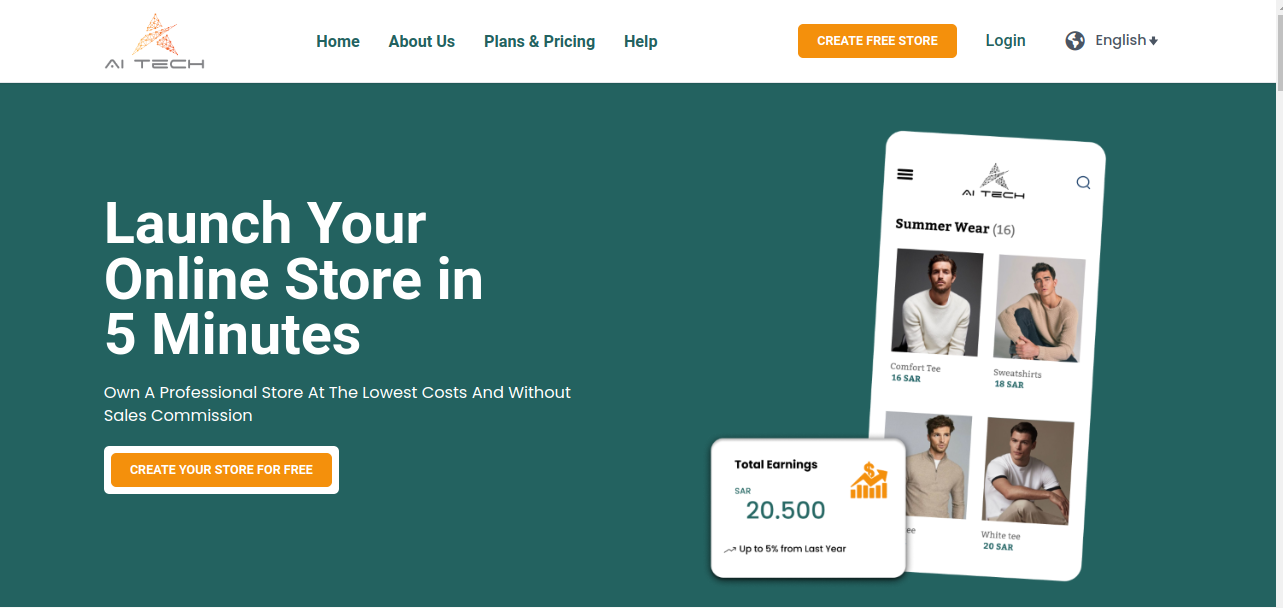 AI TECH
Home
About Us
Plans & Pricing
Help
CREATE FREE STORE
Login
English
Launch Your
Online Store in
5 Minutes
Own A Professional Store At The Lowest Costs And Without
Sales Commission
CREATE YOUR STORE FOR FREE
AI TECH
Summer Wear (16)
Comfort Tee
16 SAR
Sweatshirts
18 SAR
ee
White tee
20 SAR
Total Earnings
SAR
20.500
Up to 5% from Last Year